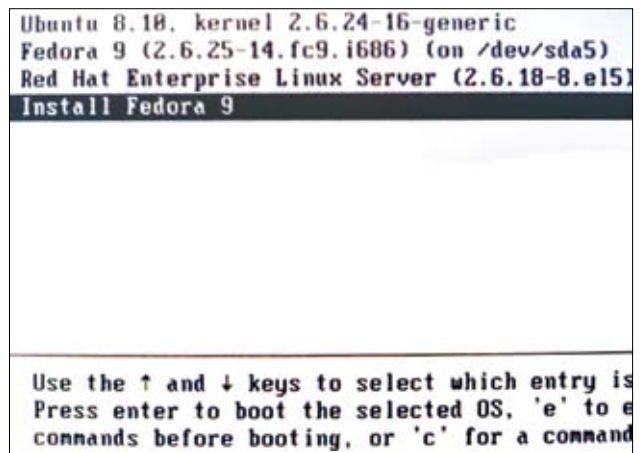 Ubuntu 8.10, kernel 2.6.24-16-generic
Fedora 9 (2.6.25-14.fc9.i686) (on /dev/sda5)
Red Hat Enterprise Linux Server (2.6.18-8.el5)
Install Fedora 9
Use the ↑ and ↓ keys to select which entry is
Press enter to boot the selected OS, 'e' to e
commands before booting, or 'c' for a command